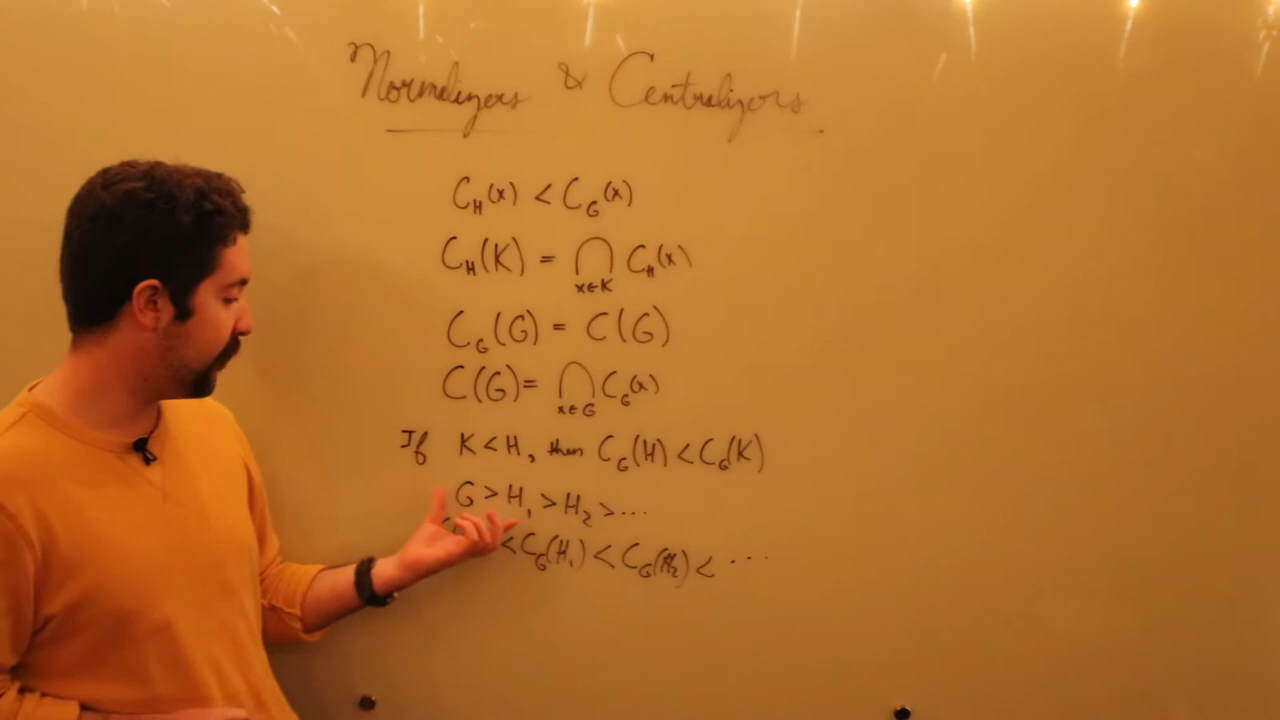 Normalizers & Centralizers
C_H(x) < C_G(x)
C_H(K) = ⋂_{x∈K} C_H(x)
C_G(G) = C(G)
C(G) = ⋂_{x∈G} C_G(x)
If K < H, then C_G(H) < C_G(K)
G > H_1 > H_2 > ...
< C_G(H_1) < C_G(H_2) < ...